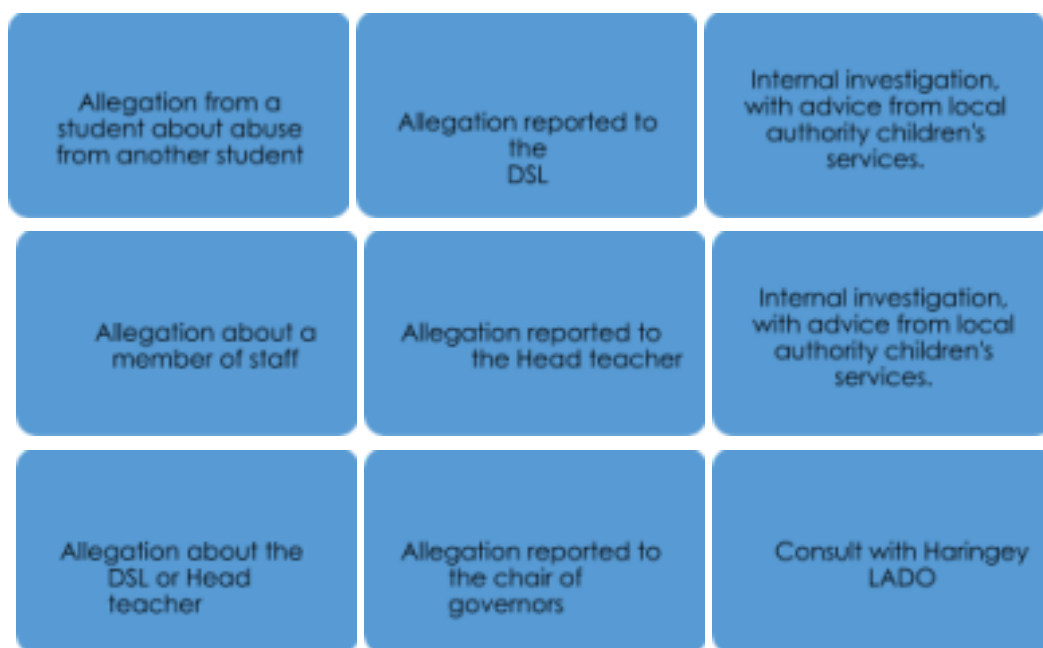 Allegation from a
student about abuse
from another student
Allegation reported to
the
DSL
Internal investigation,
with advice from local
authority children's
services.
Allegation about a
member of staff
Allegation reported to
the Head teacher
Internal investigation,
with advice from local
authority children's
services.
Allegation about the
DSL or Head
teacher
Allegation reported to
the chair of
governors
Consult with Haringey
LADO